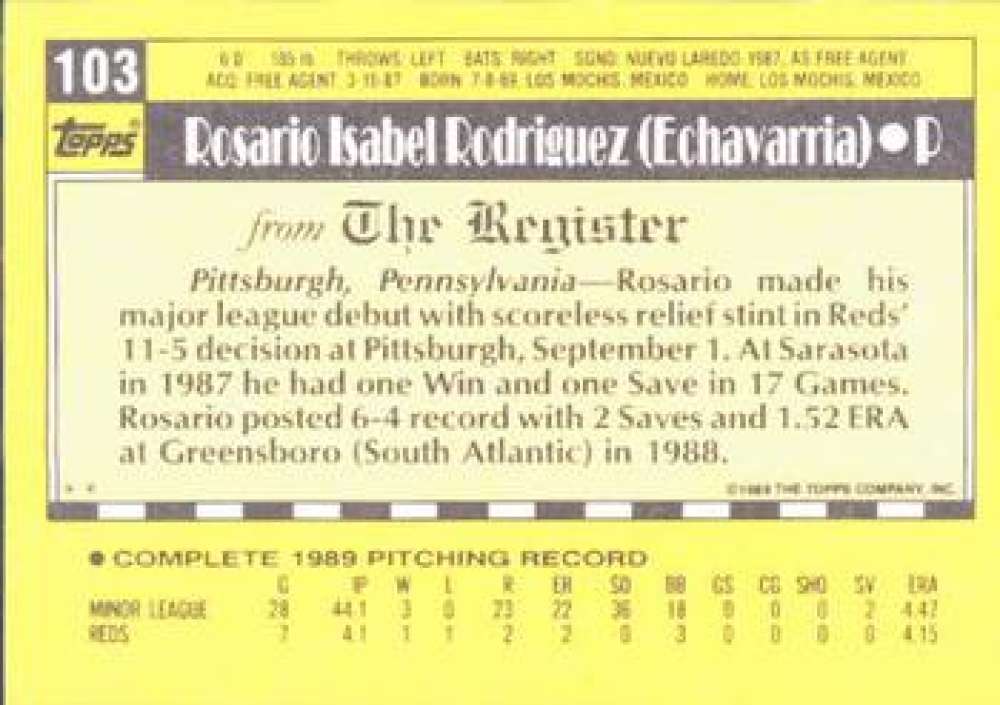 103
6'0" 185 lb. THROWS: LEFT BATS: RIGHT SGND: NUEVO LAREDO 1987, AS FREE AGENT
ACQ: FREE AGENT, 3-11-87 BORN 7-8-69, LOS MOCHIS, MEXICO HOME: LOS MOCHIS, MEXICO
Topps® Rosario Isabel Rodriguez (Echavarria) ● P
from The Register
Pittsburgh, Pennsylvania—Rosario made his
major league debut with scoreless relief stint in Reds'
11-5 decision at Pittsburgh, September 1. At Sarasota
in 1987 he had one Win and one Save in 17 Games.
Rosario posted 6-4 record with 2 Saves and 1.52 ERA
at Greensboro (South Atlantic) in 1988.
* * ©1989 THE TOPPS COMPANY, INC.
● COMPLETE 1989 PITCHING RECORD
G IP W L R ER SO BB GS CG SHO SV ERA
MINOR LEAGUE 28 44.1 3 0 23 22 36 18 0 0 0 2 4.47
REDS 7 4.1 1 1 2 2 0 3 0 0 0 0 4.15